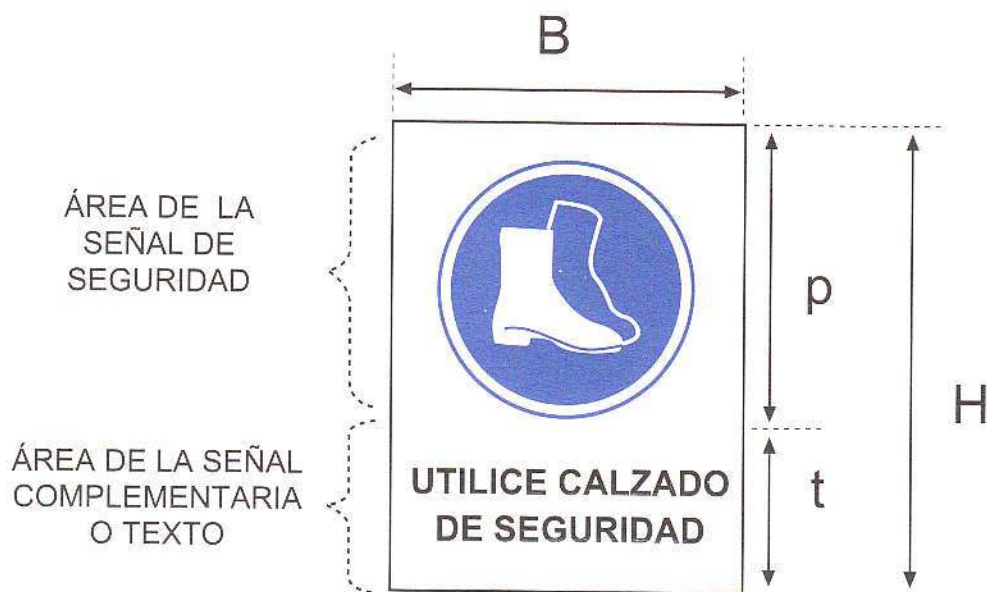 B
ÁREA DE LA
SEÑAL DE
SEGURIDAD
p
H
ÁREA DE LA SEÑAL
COMPLEMENTARIA
O TEXTO
UTILICE CALZADO
DE SEGURIDAD
t